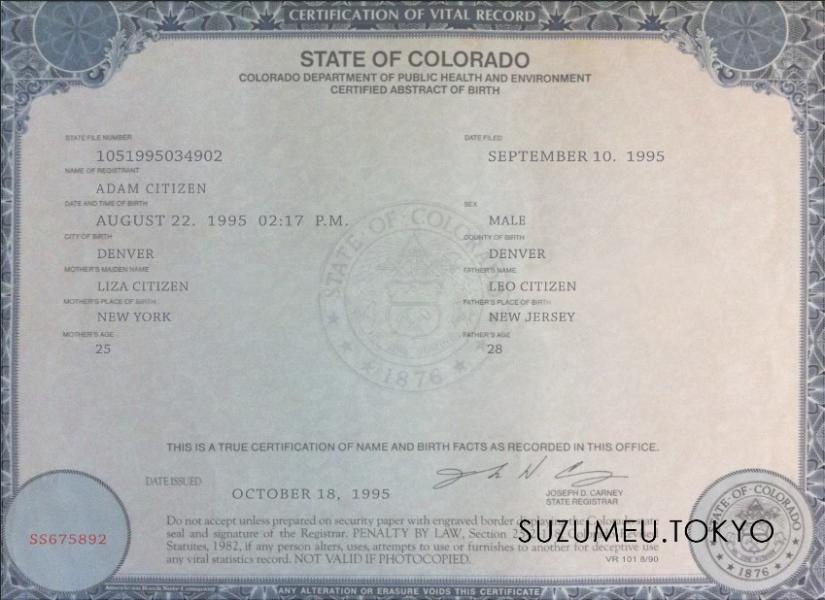 CERTIFICATION OF VITAL RECORD
STATE OF COLORADO
COLORADO DEPARTMENT OF PUBLIC HEALTH AND ENVIRONMENT
CERTIFIED ABSTRACT OF BIRTH
STATE FILE NUMBER DATE FILED
1051995034902 SEPTEMBER 10. 1995
NAME OF REGISTRANT
ADAM CITIZEN
DATE AND TIME OF BIRTH SEX
AUGUST 22. 1995 02:17 P.M. MALE
CITY OF BIRTH COUNTY OF BIRTH
DENVER DENVER
MOTHER'S MAIDEN NAME FATHER'S NAME
LIZA CITIZEN LEO CITIZEN
MOTHER'S PLACE OF BIRTH FATHER'S PLACE OF BIRTH
NEW YORK NEW JERSEY
MOTHER'S AGE FATHER'S AGE
25 28
STATE OF COLORADO
1876
THIS IS A TRUE CERTIFICATION OF NAME AND BIRTH FACTS AS RECORDED IN THIS OFFICE.
DATE ISSUED
OCTOBER 18, 1995
JOSEPH D. CARNEY
STATE REGISTRAR
SS675892
Do not accept unless prepared on security paper with engraved border
seal and signature of the Registrar. PENALTY BY LAW, Section
Statutes, 1982, if any person alters, uses, attempts to use or furnishes to another for deceptive use
any vital statistics record. NOT VALID IF PHOTOCOPIED.
VR 101 8/90
SUZUMEU.TOKYO
STATE OF COLORADO
1876
ANY ALTERATION OR ERASURE VOIDS THIS CERTIFICATE